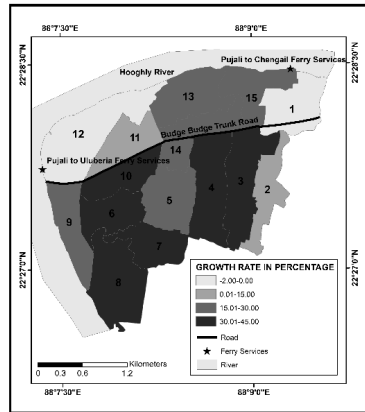 88°7'30"E 88°9'0"E
Pujali to Chengail Ferry Services
22°28'30"N 22°28'30"N
Hooghly River
13 15
1
12 11
Budge Budge Trunk Road
14
Pujali to Uluberia Ferry Services
10
2
3
4
5
6
9
7
8
22°27'0"N 22°27'0"N
GROWTH RATE IN PERCENTAGE
-2.00-0.00
0.01-15.00
15.01-30.00
30.01-45.00
Road
Ferry Services
River
Kilometers
0 0.3 0.6 1.2
88°7'30"E 88°9'0"E